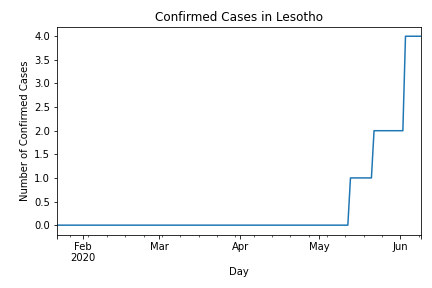 Confirmed Cases in Lesotho
Number of Confirmed Cases
4.0
3.5
3.0
2.5
2.0
1.5
1.0
0.5
0.0
Feb Mar Apr May Jun
2020
Day